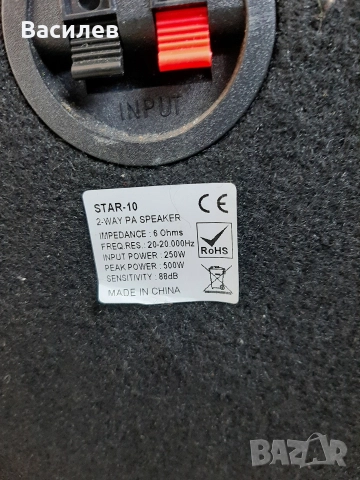 Василев
INPUT
STAR-10
2-WAY PA SPEAKER
IMPEDANCE : 6 Ohms
FREQ.RES.: 20-20.000Hz
INPUT POWER : 250W
PEAK POWER : 500W
SENSITIVITY : 88dB
MADE IN CHINA
CE
RoHS
BAZAR